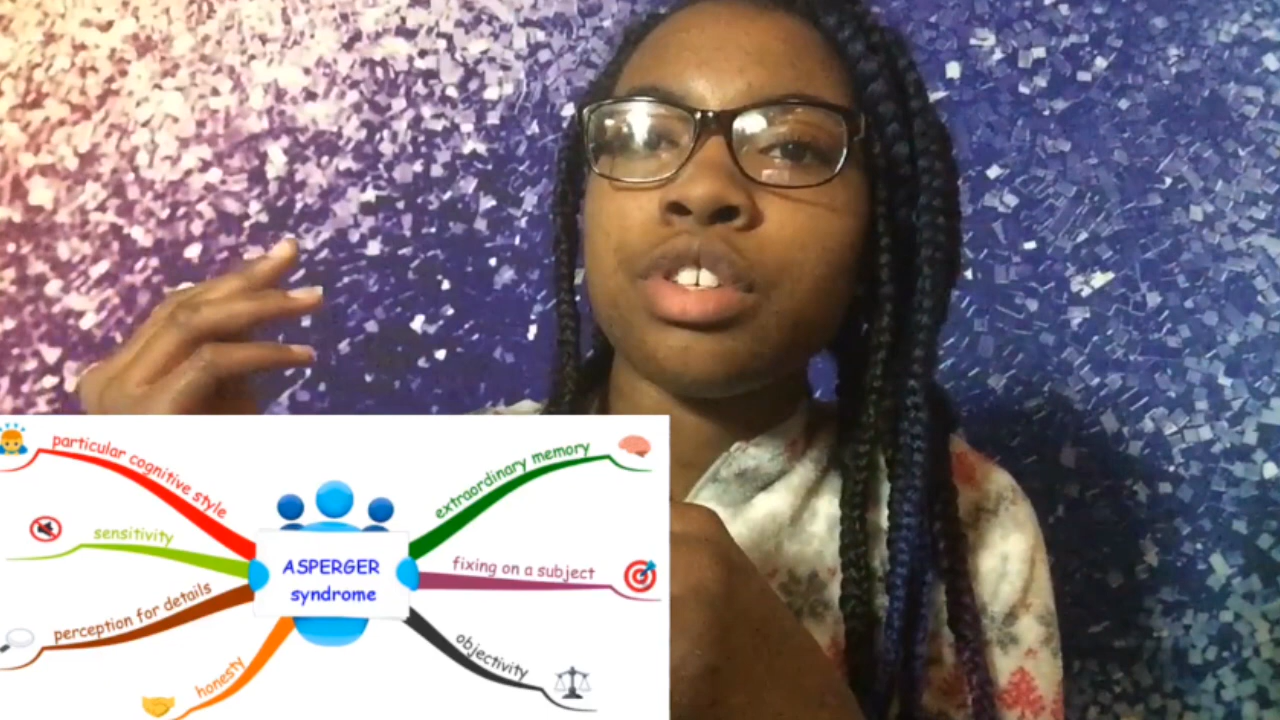 particular cognitive style
extraordinary memory
sensitivity
ASPERGER
syndrome
fixing on a subject
perception for details
honesty
objectivity